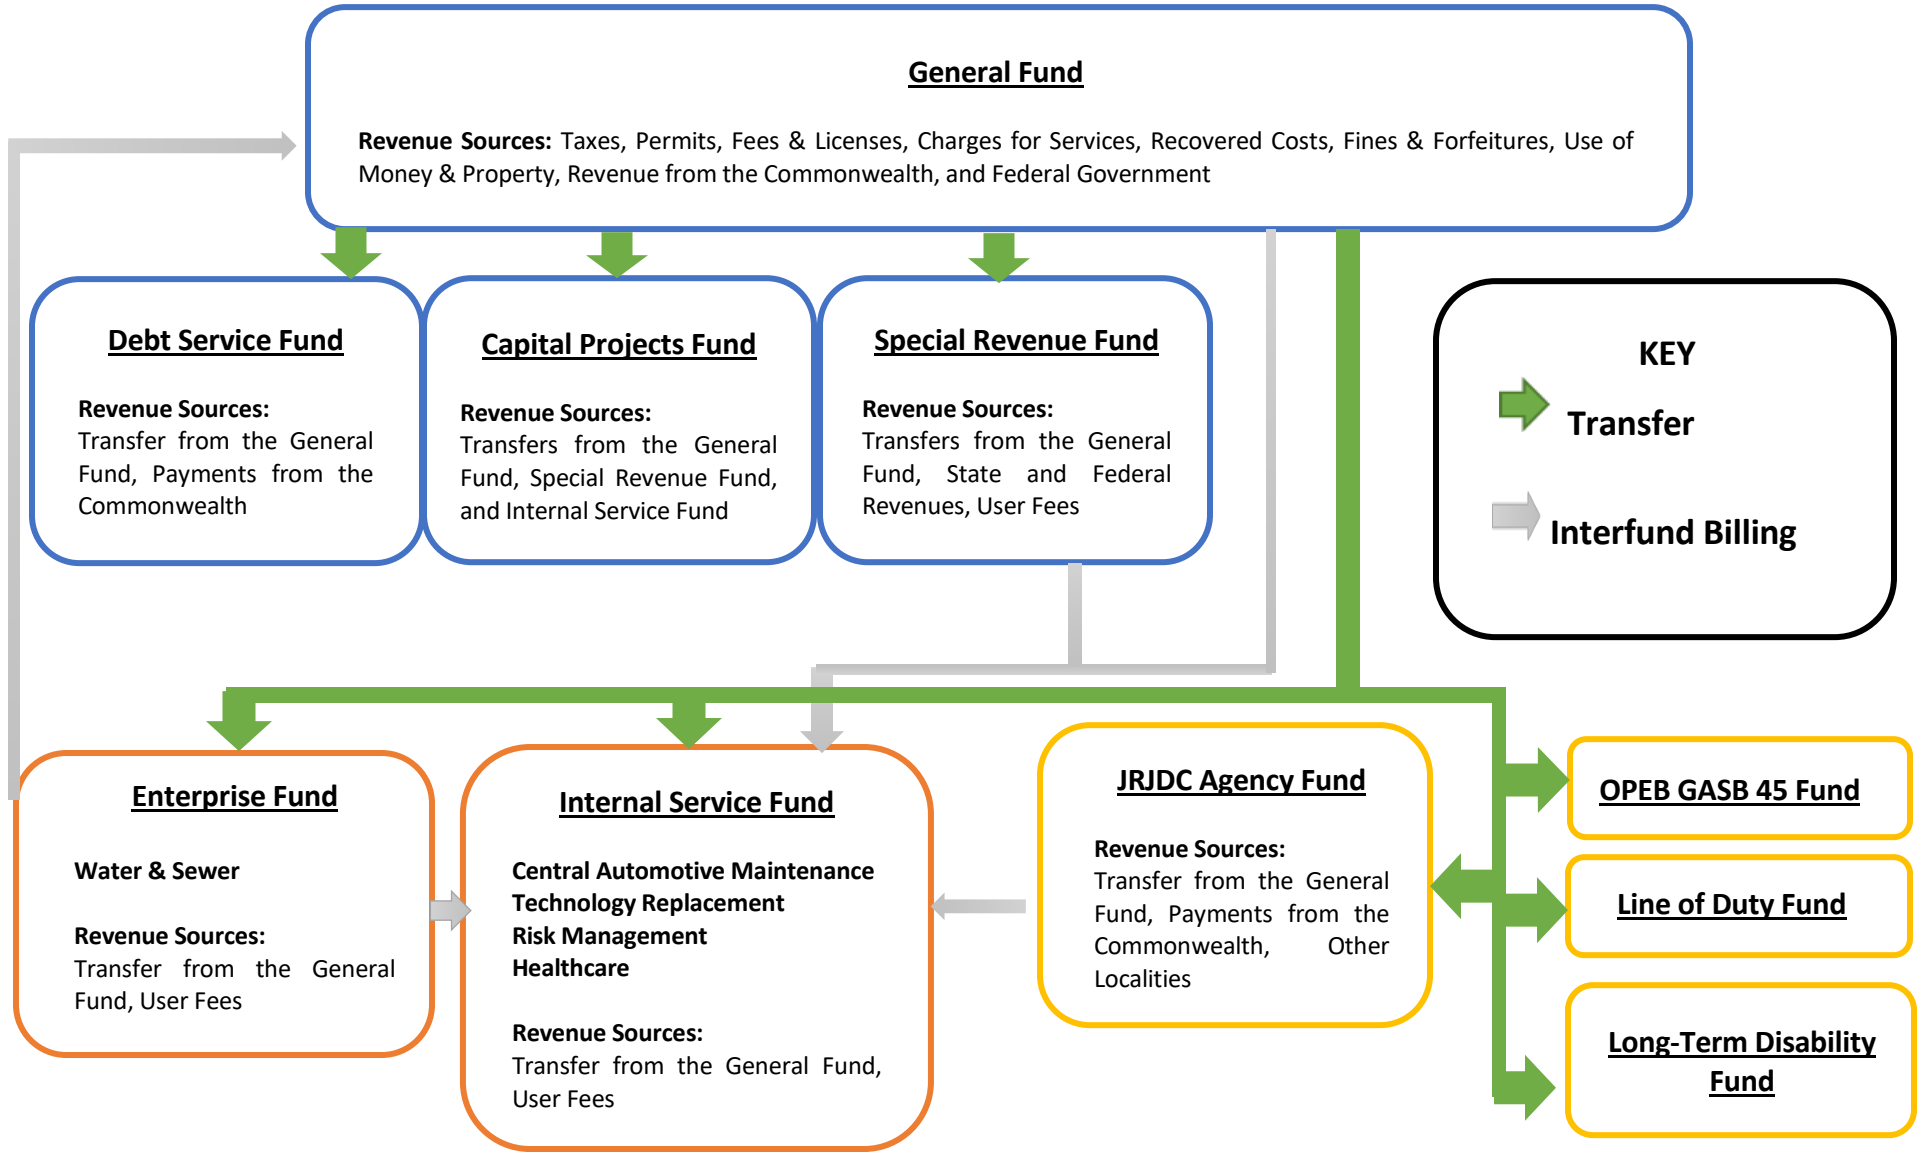 General Fund
Revenue Sources: Taxes, Permits, Fees & Licenses, Charges for Services, Recovered Costs, Fines & Forfeitures, Use of
Money & Property, Revenue from the Commonwealth, and Federal Government
Debt Service Fund
Revenue Sources:
Transfer from the General
Fund, Payments from the
Commonwealth
Capital Projects Fund
Revenue Sources:
Transfers from the General
Fund, Special Revenue Fund,
and Internal Service Fund
Special Revenue Fund
Revenue Sources:
Transfers from the General
Fund, State and Federal
Revenues, User Fees
KEY
Transfer
Interfund Billing
Enterprise Fund
Water & Sewer
Revenue Sources:
Transfer from the General
Fund, User Fees
Internal Service Fund
Central Automotive Maintenance
Technology Replacement
Risk Management
Healthcare
Revenue Sources:
Transfer from the General Fund,
User Fees
JRJDC Agency Fund
Revenue Sources:
Transfer from the General
Fund, Payments from the
Commonwealth, Other
Localities
OPEB GASB 45 Fund
Line of Duty Fund
Long-Term Disability
Fund